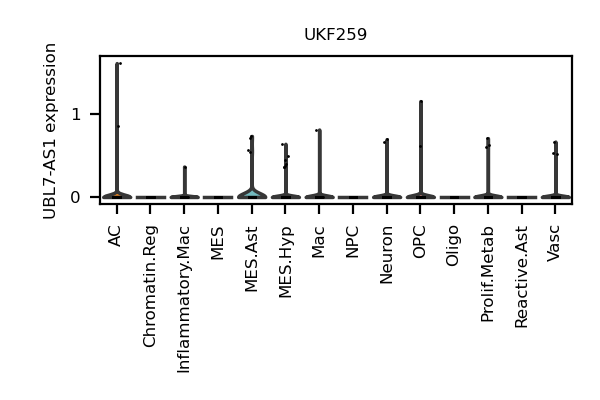 UKF259
UBL7-AS1 expression
1
0
AC
Chromatin.Reg
Inflammatory.Mac
MES
MES.Ast
MES.Hyp
Mac
NPC
Neuron
OPC
Oligo
Prolif.Metab
Reactive.Ast
Vasc